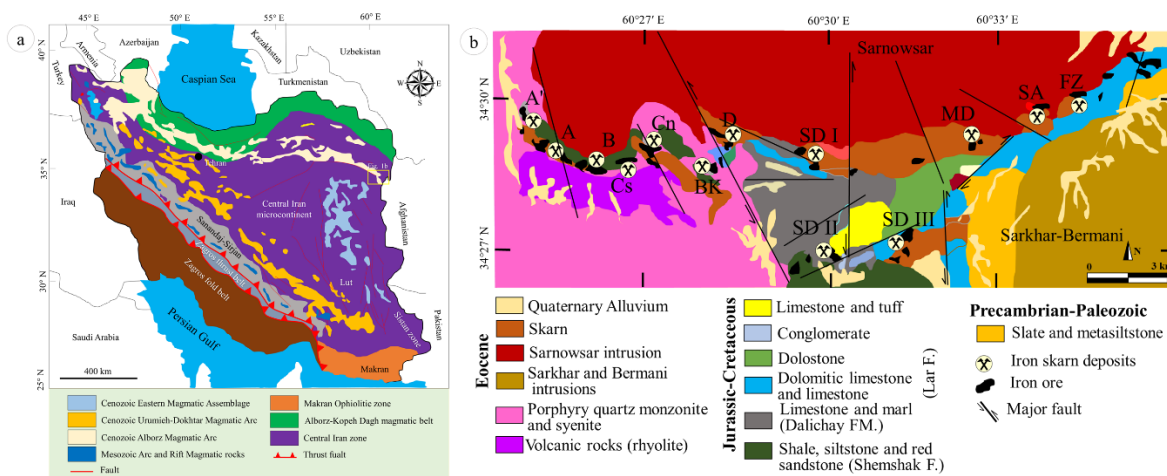 a
45° E
50° E
55° E
60° E
40° N
35° N
30° N
25° N
Turkey
Armenia
Azerbaijan
Caspian Sea
Kazakhstan
Uzbekistan
Turkmenistan
Tehran
Fig. 1b
Iraq
Central Iran
microcontinent
Afghanistan
Sanandaj-Sirjan
Zagros thrust belt
Zagros fold belt
Lut
Sistan zone
Pakistan
Saudi Arabia
Persian Gulf
Makran
400 km
Cenozoic Eastern Magmatic Assemblage
Cenozoic Urumieh-Dokhtar Magmatic Arc
Cenozoic Alborz Magmatic Arc
Mesozoic Arc and Rift Magmatic rocks
Fault
Makran Ophiolitic zone
Alborz-Kopeh Dagh magmatic belt
Central Iran zone
Thrust fualt
b
60°27' E
60°30' E
60°33' E
34°30' N
34°27' N
Sarnowsar
A'
A
B
Cs
Cn
BK
D
SD I
MD
SA
FZ
SD II
SD III
Sarkhar-Bermani
N
0
3 km
Eocene
Quaternary Alluvium
Skarn
Sarnowsar intrusion
Sarkhar and Bermani
intrusions
Porphyry quartz monzonite
and syenite
Volcanic rocks (rhyolite)
Jurassic-Cretaceous
Limestone and tuff
Conglomerate
Dolostone
Dolomitic limestone
and limestone
(Lar F.)
Limestone and marl
(Dalichay FM.)
Shale, siltstone and red
sandstone (Shemshak F.)
Precambrian-Paleozoic
Slate and metasiltstone
Iron skarn deposits
Iron ore
Major fault